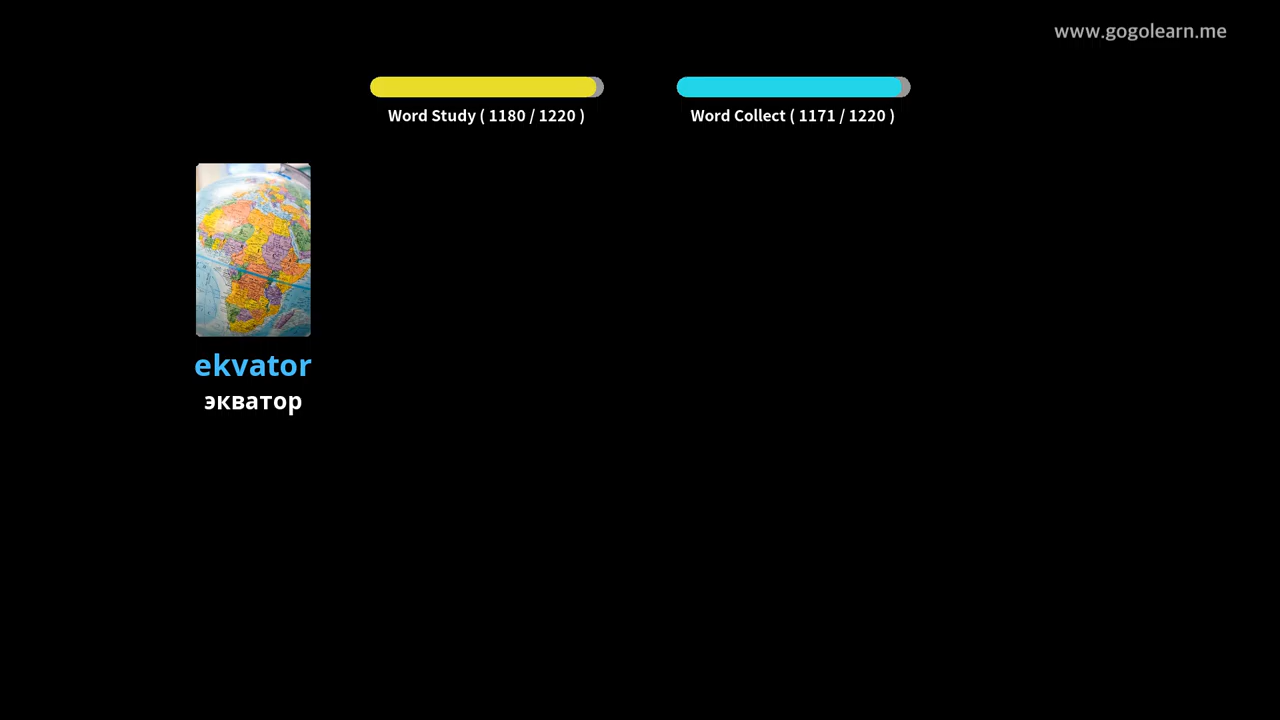 www.gogolearn.me
Word Study ( 1180 / 1220 )
Word Collect ( 1171 / 1220 )
ekvator
экватор